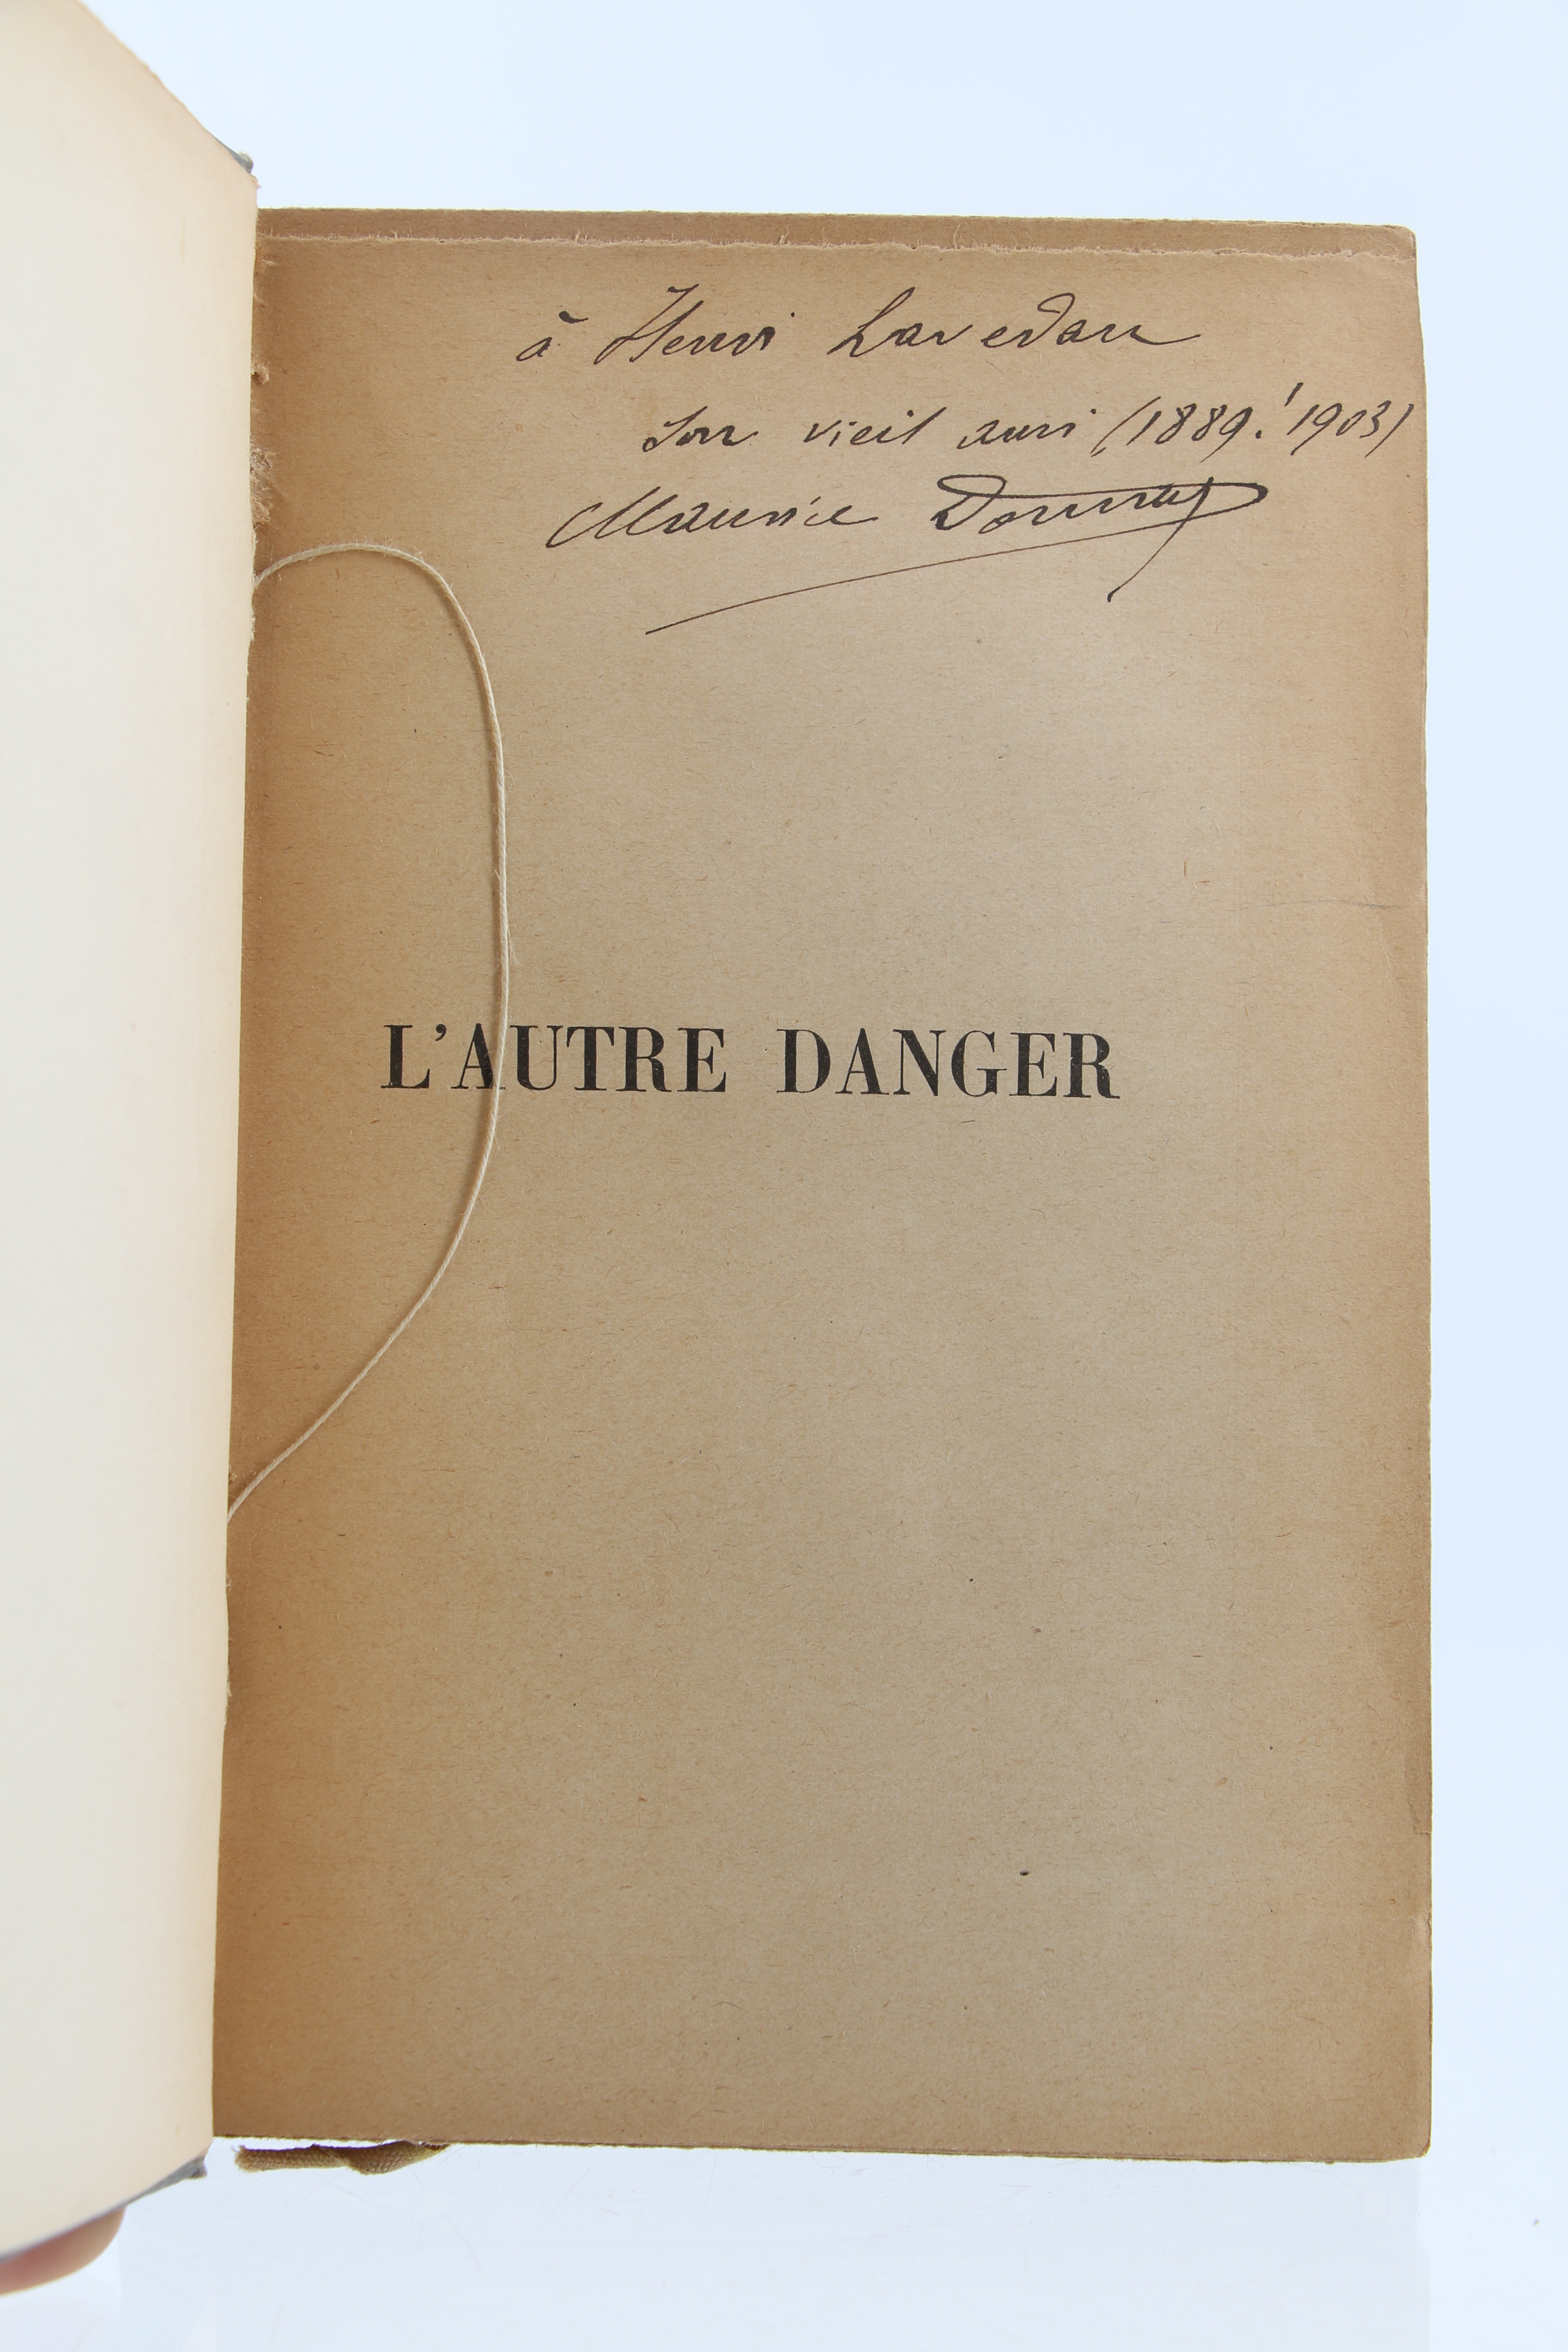 à Henri Lavedan
son vieil ami (1889! 1903)
Maurice Donnay
L'AUTRE DANGER